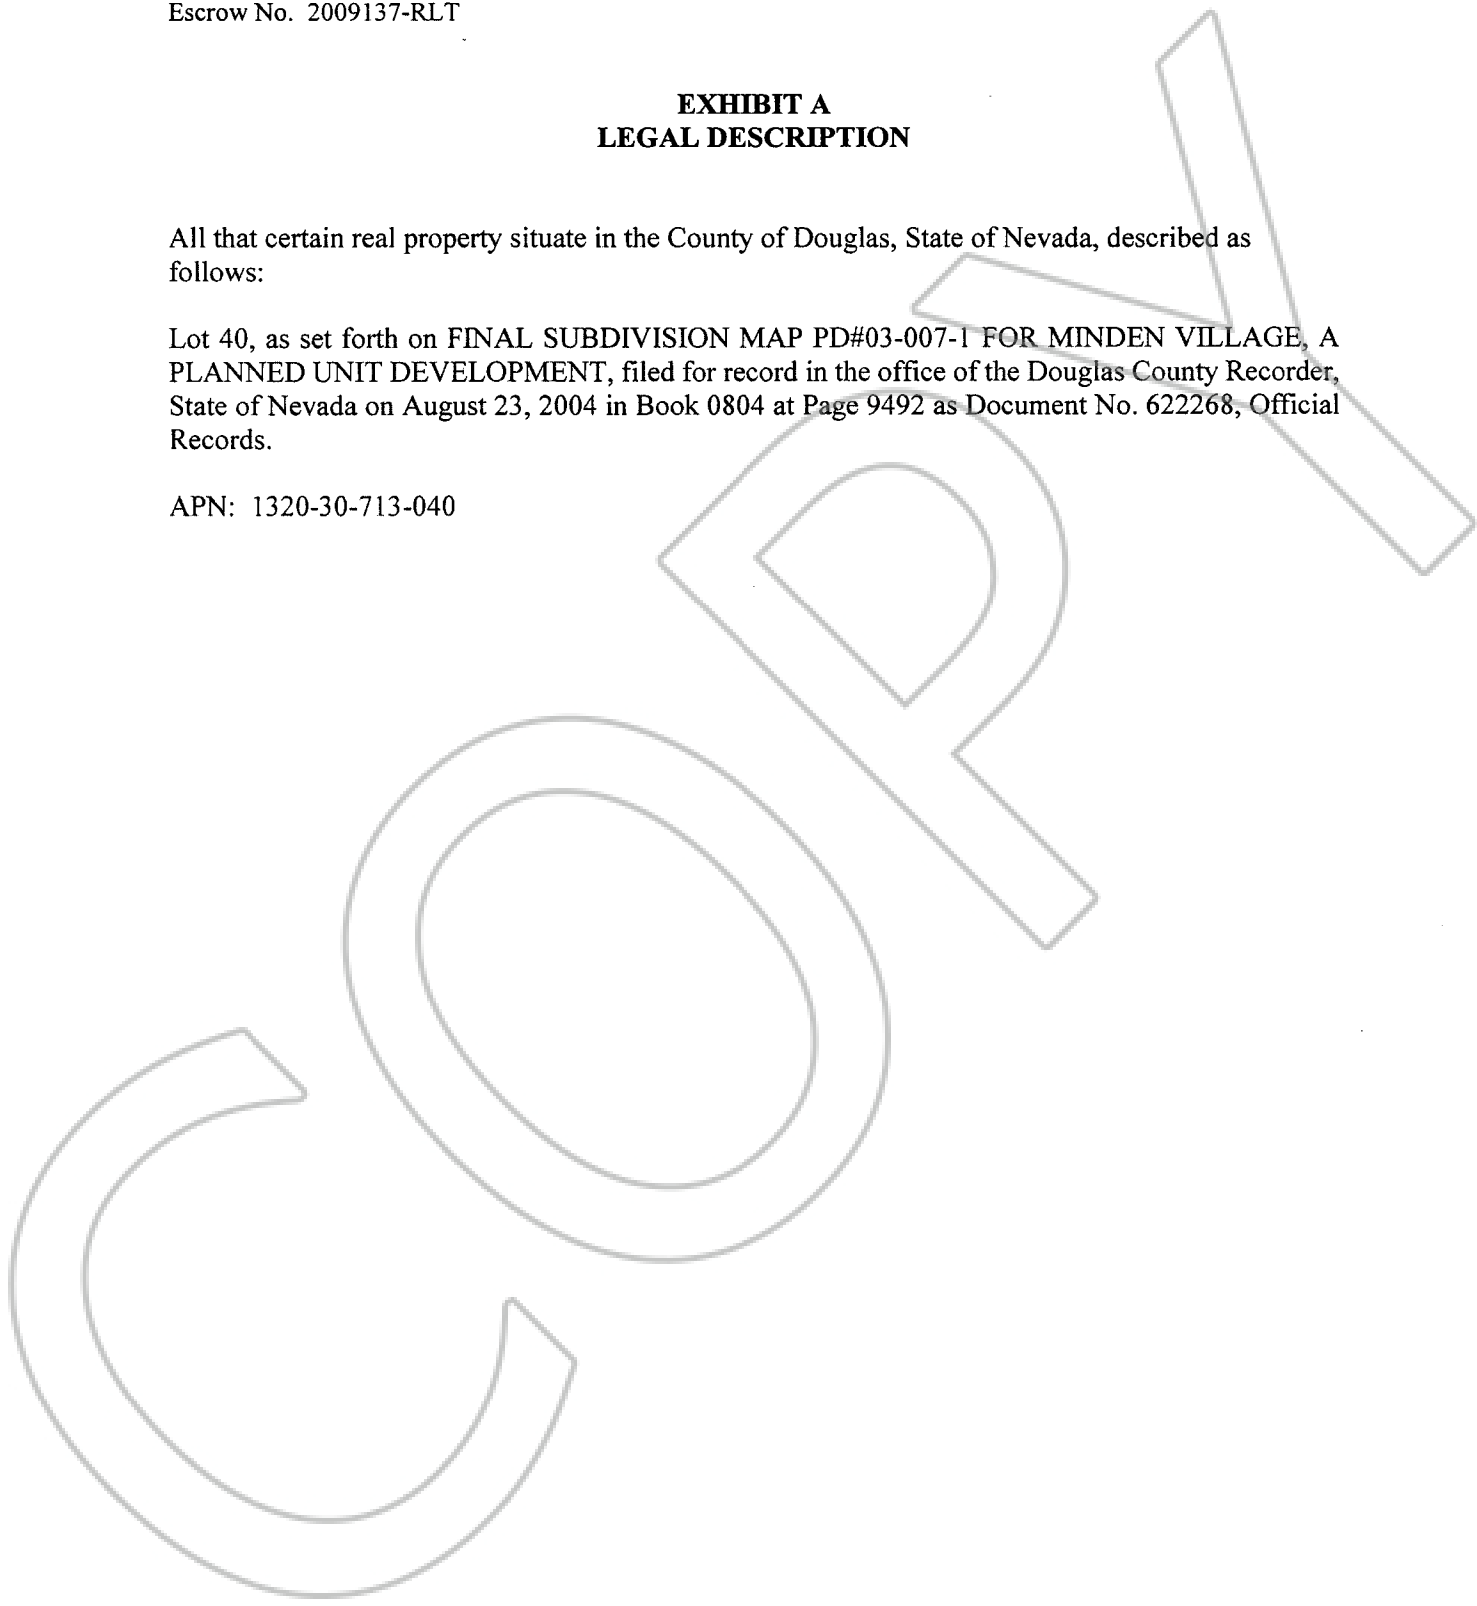 Escrow No. 2009137-RLT
EXHIBIT A
LEGAL DESCRIPTION
All that certain real property situate in the County of Douglas, State of Nevada, described as
follows:
Lot 40, as set forth on FINAL SUBDIVISION MAP PD#03-007-1 FOR MINDEN VILLAGE, A
PLANNED UNIT DEVELOPMENT, filed for record in the office of the Douglas County Recorder,
State of Nevada on August 23, 2004 in Book 0804 at Page 9492 as Document No. 622268, Official
Records.
APN: 1320-30-713-040
COPY